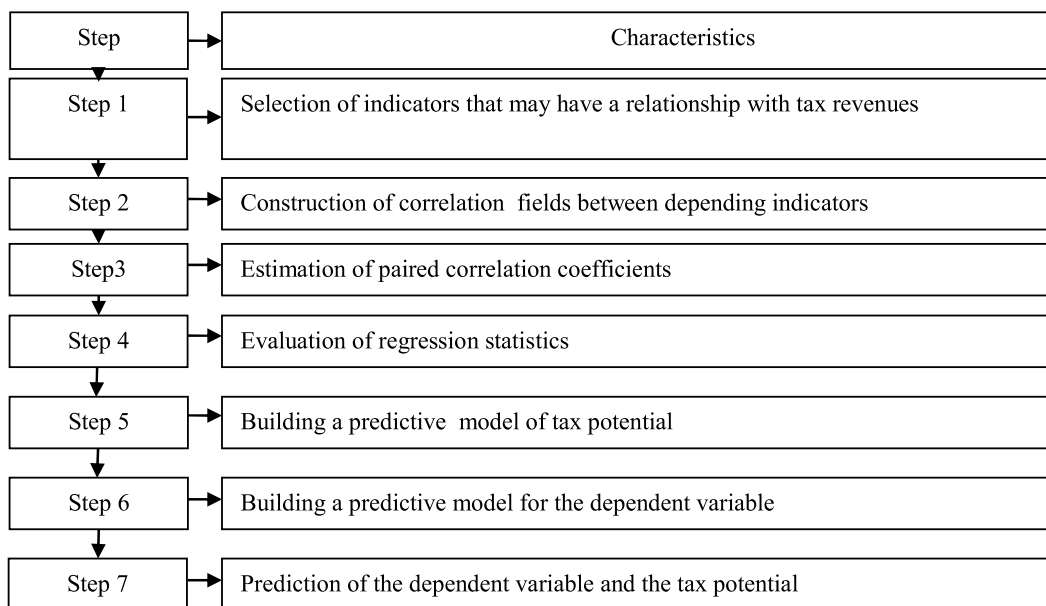 Step
Characteristics
Step 1
Selection of indicators that may have a relationship with tax revenues
Step 2
Construction of correlation fields between depending indicators
Step3
Estimation of paired correlation coefficients
Step 4
Evaluation of regression statistics
Step 5
Building a predictive model of tax potential
Step 6
Building a predictive model for the dependent variable
Step 7
Prediction of the dependent variable and the tax potential